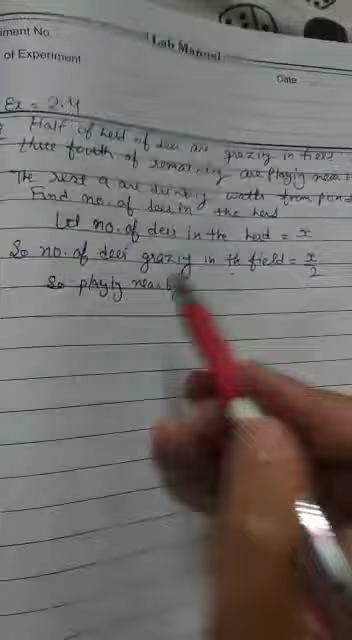 iment No.
Lab Manual
of Experiment
Date
Ex = 2.4
Half of herd of deer are grazing in field
three fourth of remaining are playing near
The rest 9 are drinking water from pond
Find no. of deer in the herd
Let no. of deer in the herd = x
So no. of deer grazing in the field = x/2
So playing nearby